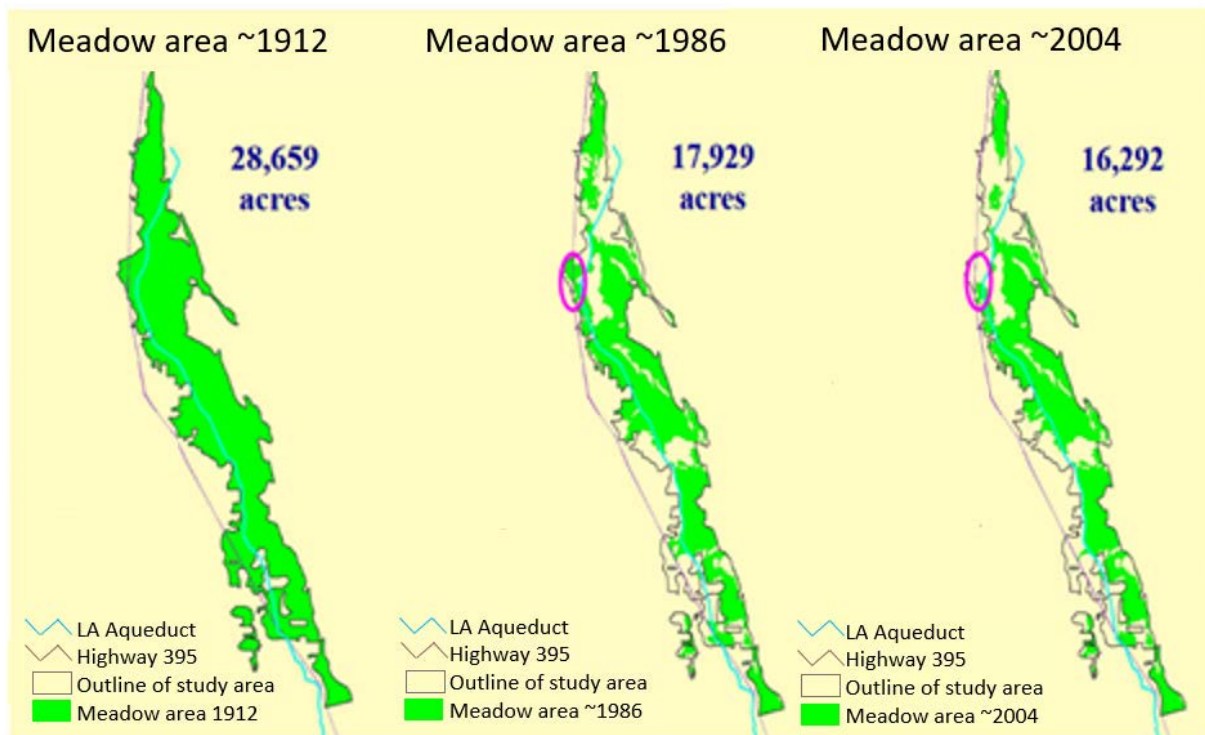 Meadow area ~1912
28,659
acres
LA Aqueduct
Highway 395
Outline of study area
Meadow area 1912
Meadow area ~1986
17,929
acres
LA Aqueduct
Highway 395
Outline of study area
Meadow area ~1986
Meadow area ~2004
16,292
acres
LA Aqueduct
Highway 395
Outline of study area
Meadow area ~2004